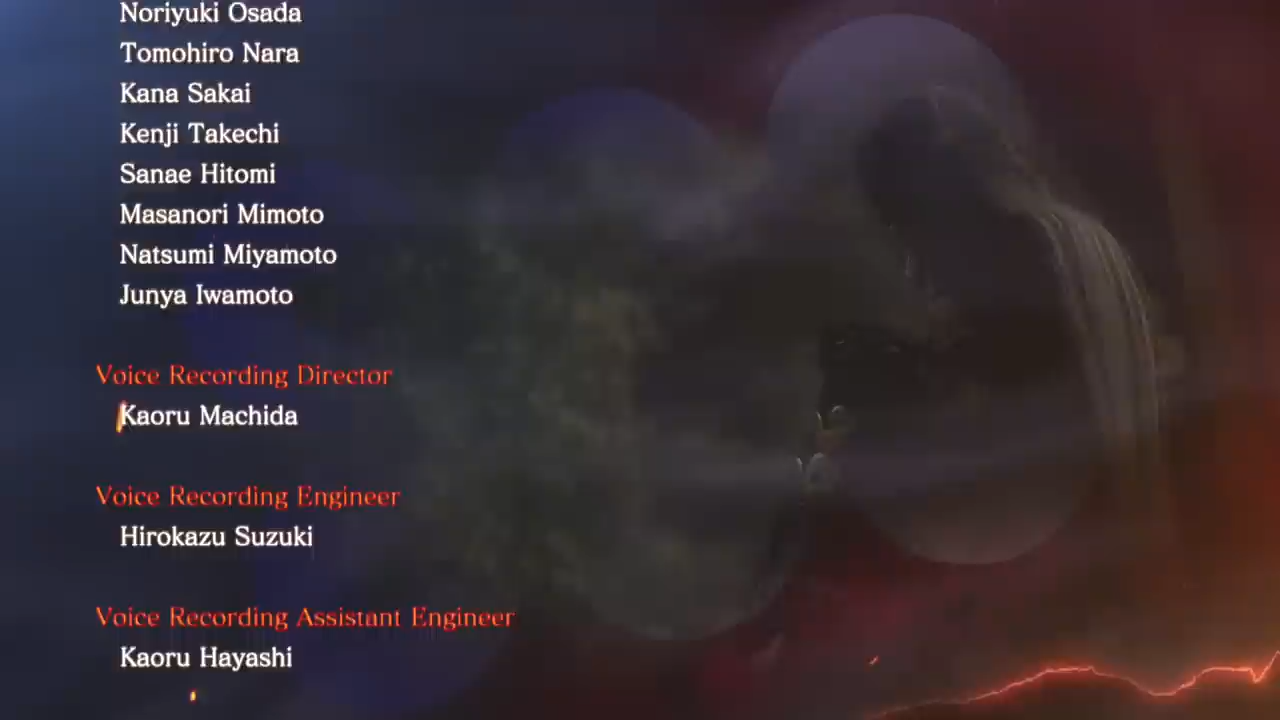 Noriyuki Osada
Tomohiro Nara
Kana Sakai
Kenji Takechi
Sanae Hitomi
Masanori Mimoto
Natsumi Miyamoto
Junya Iwamoto
Voice Recording Director
Kaoru Machida
Voice Recording Engineer
Hirokazu Suzuki
Voice Recording Assistant Engineer
Kaoru Hayashi